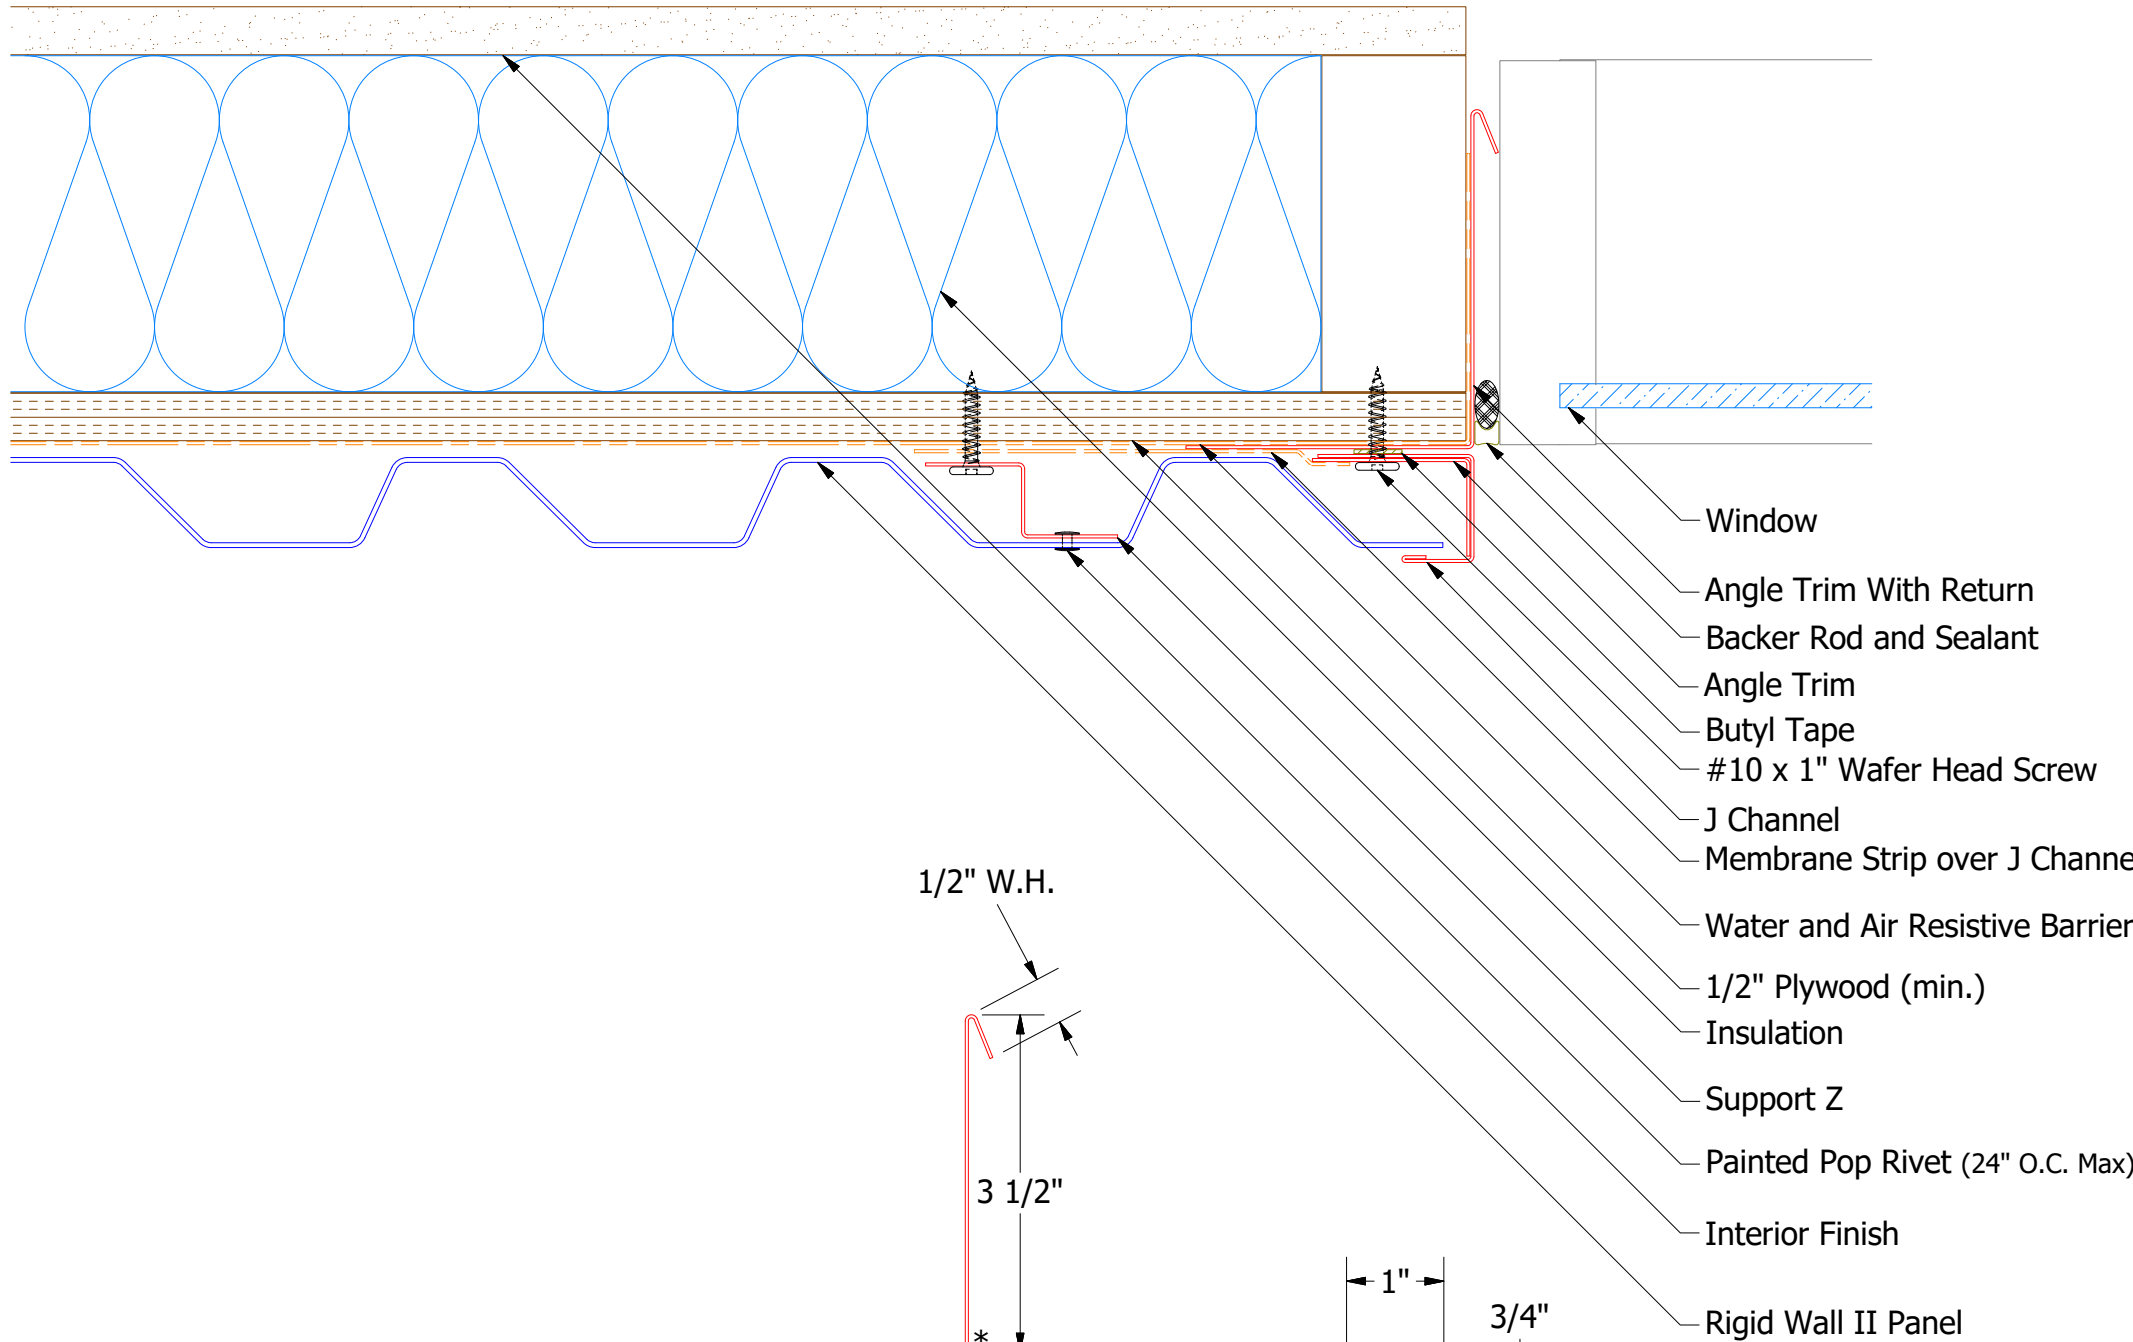 Window
Angle Trim With Return
Backer Rod and Sealant
Angle Trim
Butyl Tape
#10 x 1" Wafer Head Screw
J Channel
Membrane Strip over J Channe
Water and Air Resistive Barrier
1/2" Plywood (min.)
Insulation
Support Z
Painted Pop Rivet (24" O.C. Max)
Interior Finish
Rigid Wall II Panel
1/2" W.H.
3 1/2"
*
1"
3/4"